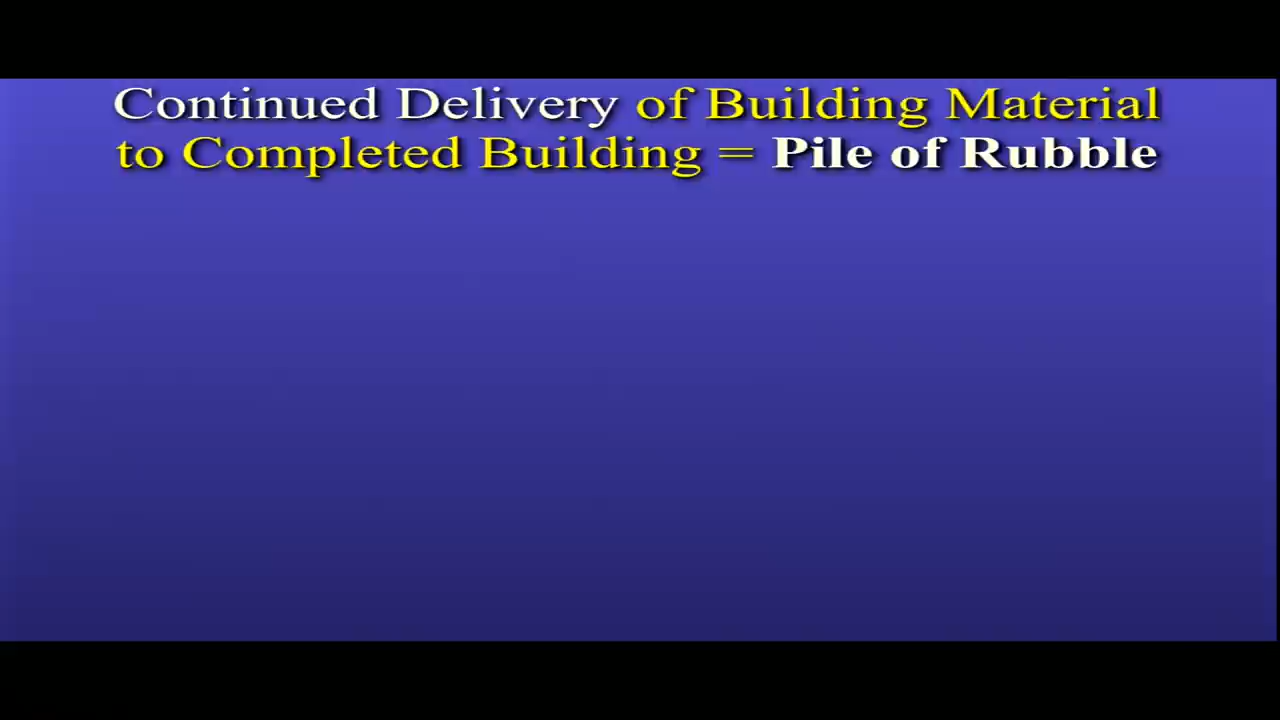 Continued Delivery of Building Material
to Completed Building = Pile of Rubble